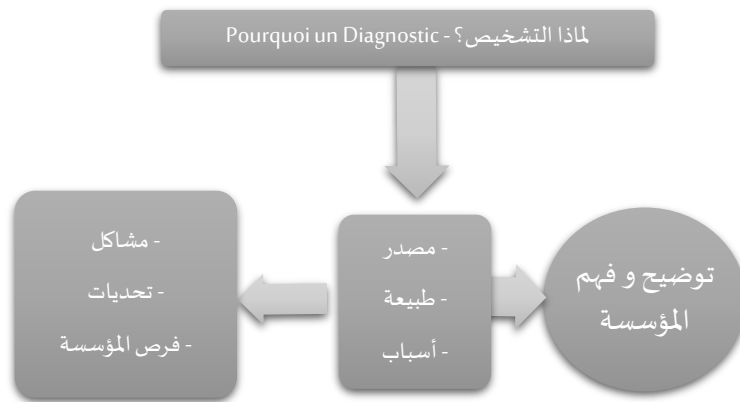 لماذا التشخيص؟ - Pourquoi un Diagnostic
توضيح و فهم
المؤسسة
- مصدر
- طبيعة
- أسباب
- مشاكل
- تحديات
- فرص المؤسسة